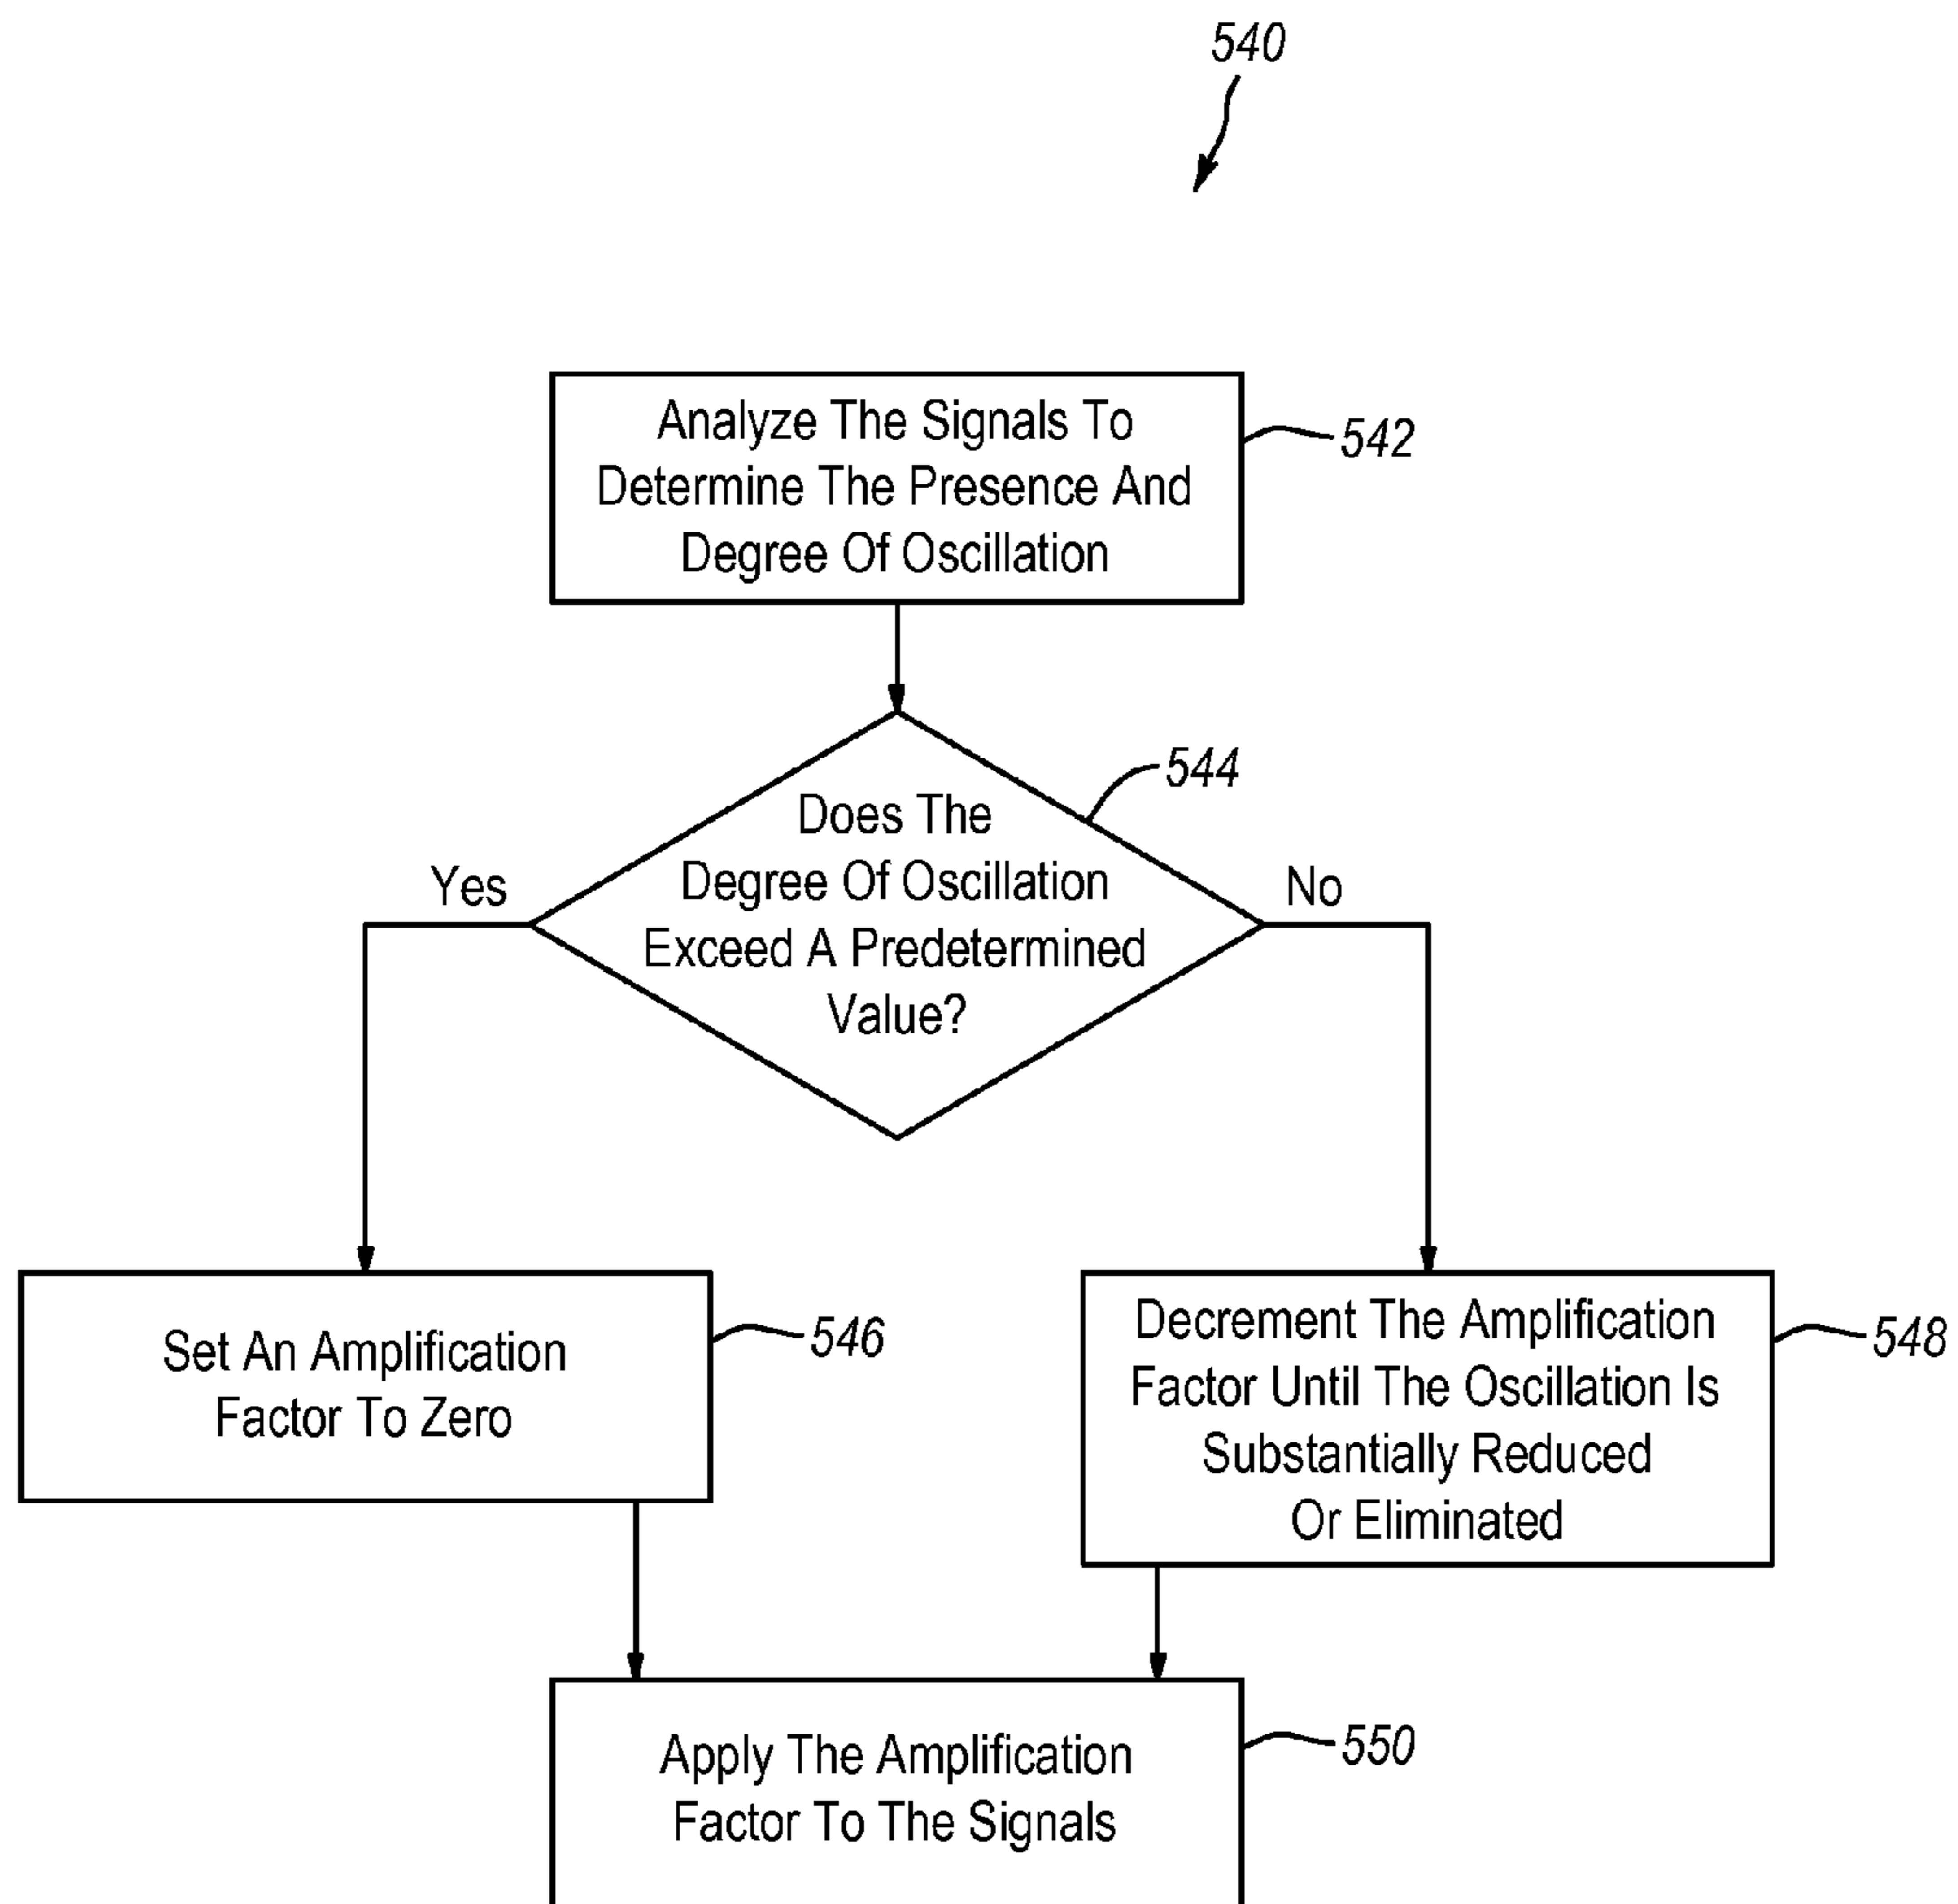 540
Analyze The Signals To
Determine The Presence And
Degree Of Oscillation
542
544
Does The
Degree Of Oscillation
Exceed A Predetermined
Value?
Yes
No
Set An Amplification
Factor To Zero
546
Decrement The Amplification
Factor Until The Oscillation Is
Substantially Reduced
Or Eliminated
548
Apply The Amplification
Factor To The Signals
550